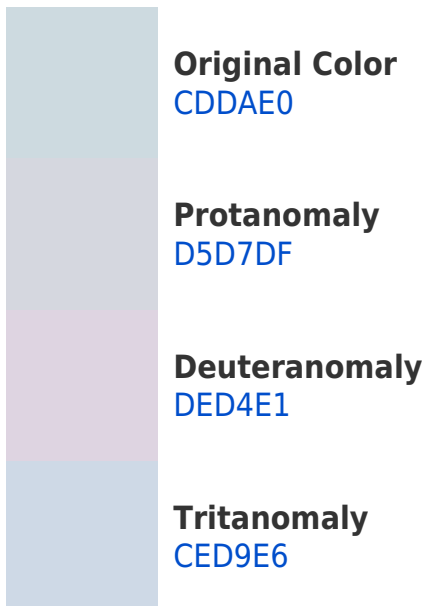 Original Color
CDDAE0
Protanomaly
D5D7DF
Deuteranomaly
DED4E1
Tritanomaly
CED9E6